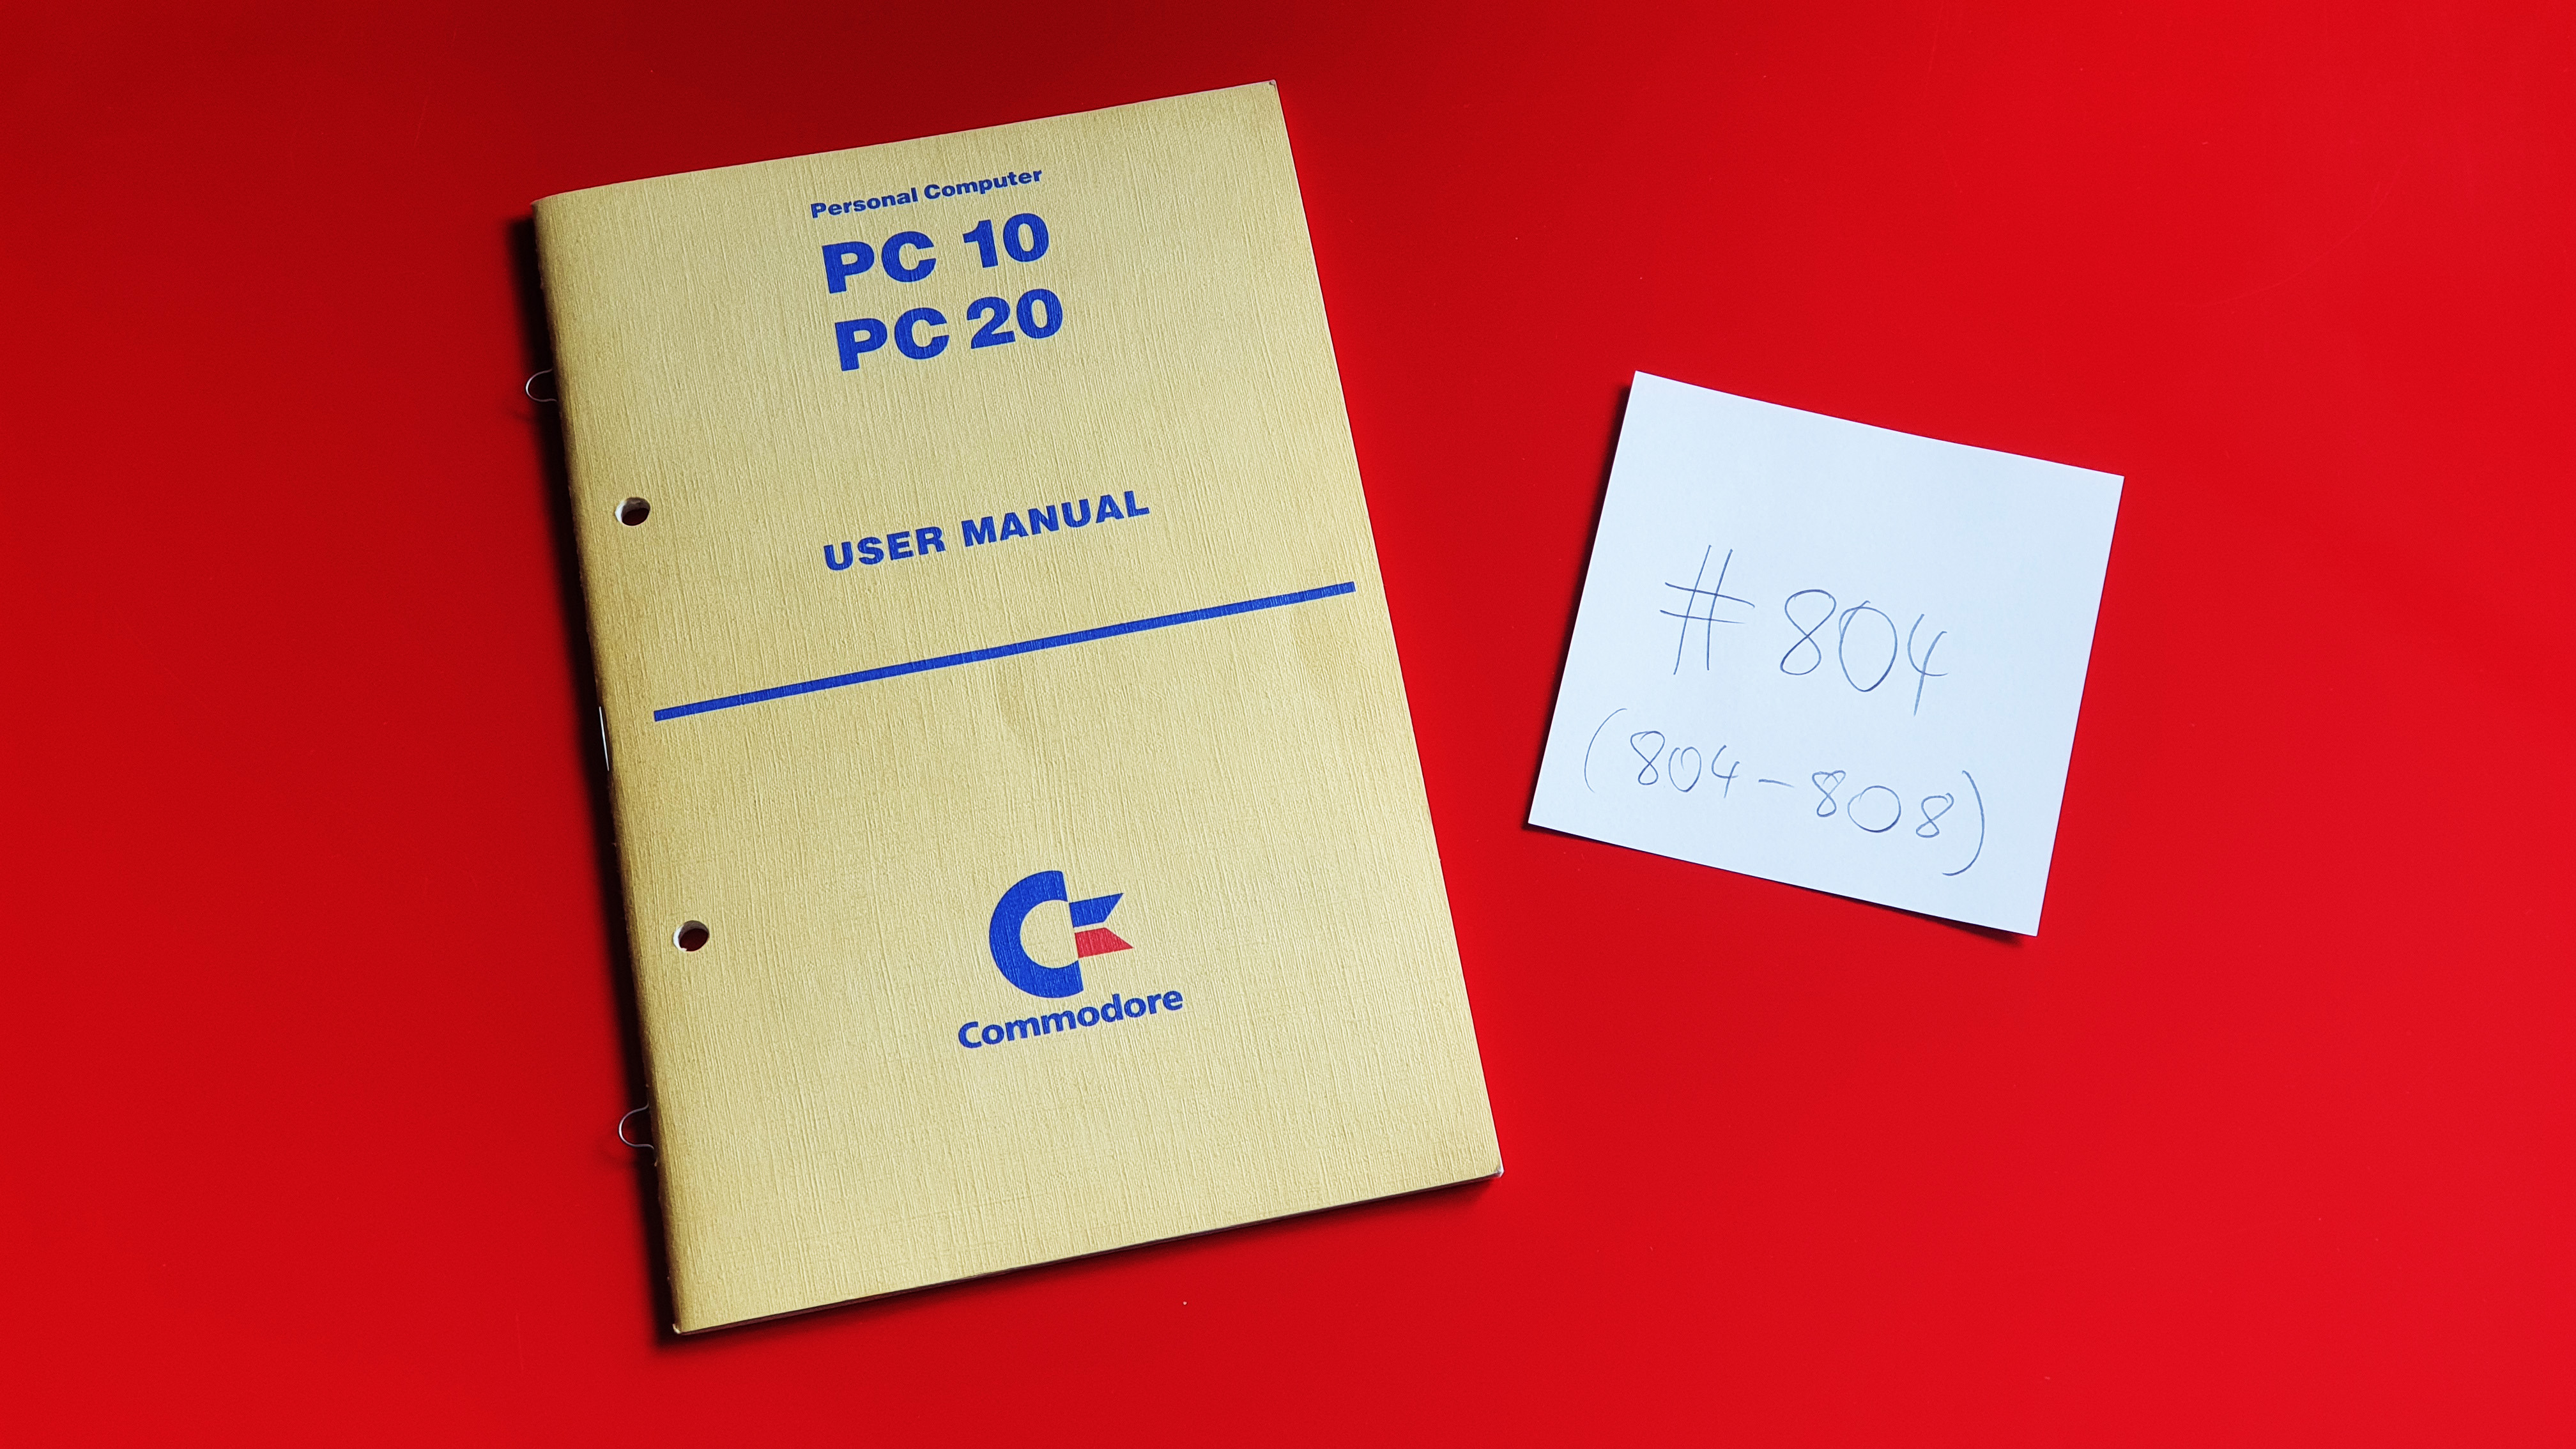 Personal Computer
PC 10
PC 20
USER MANUAL
Commodore
#804
(804-808)